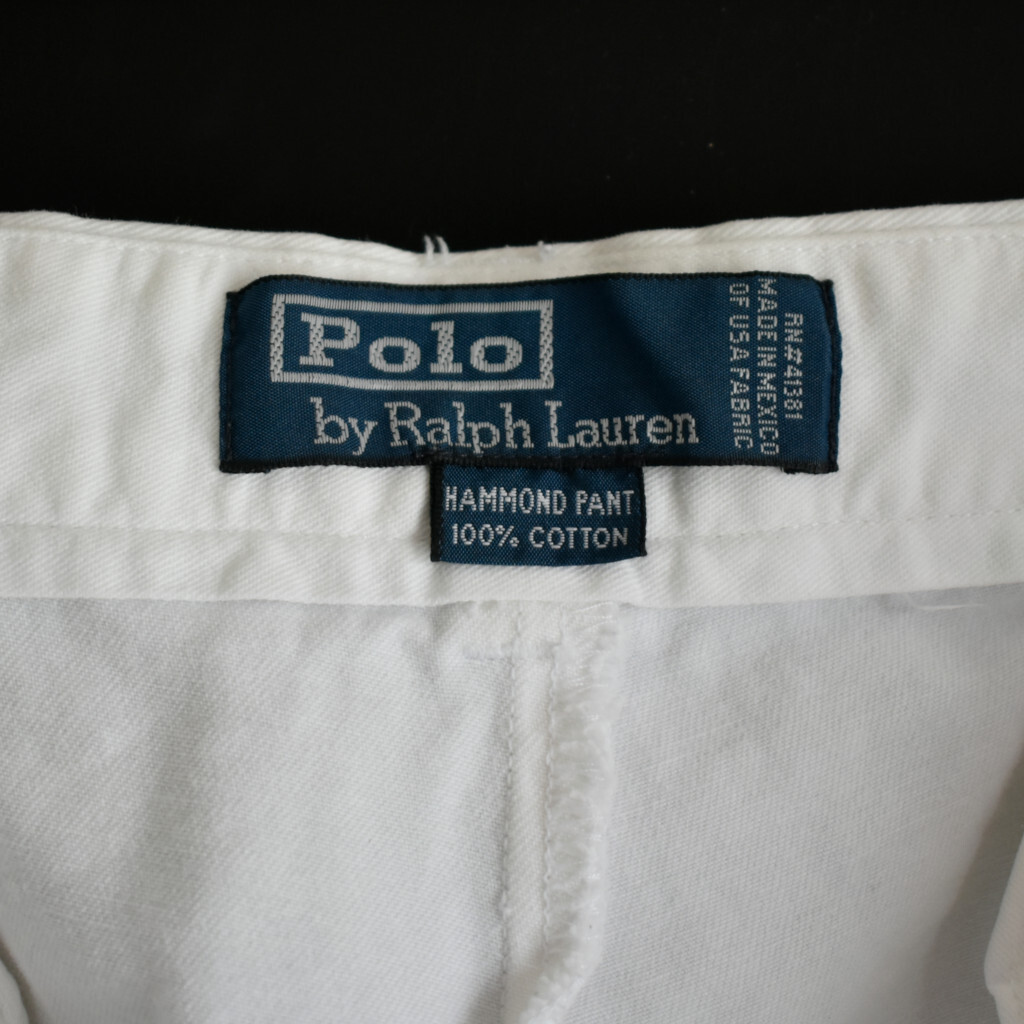 Polo
by Ralph Lauren
RN#41381
MADE IN MEXICO
OF USA FABRIC
HAMMOND PANT
100% COTTON